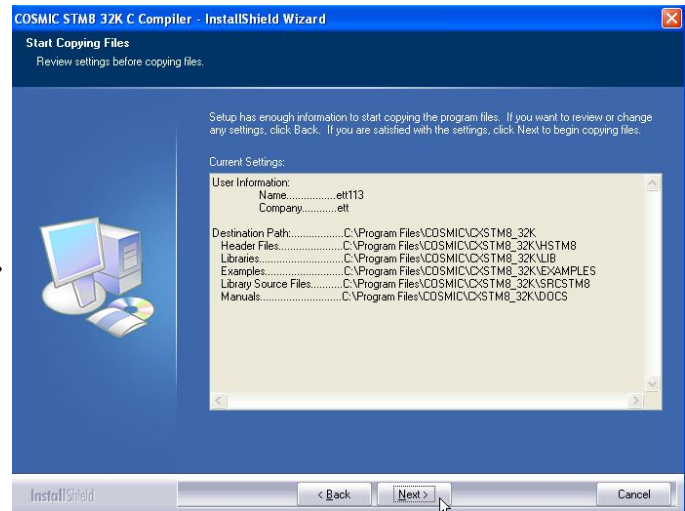 COSMIC STM8 32K C Compiler - InstallShield Wizard
Start Copying Files
Review settings before copying files.
Setup has enough information to start copying the program files. If you want to review or change
any settings, click Back. If you are satisfied with the settings, click Next to begin copying files.
Current Settings:
User Information:
Name.................ett113
Company............ett
Destination Path:..................C:\Program Files\COSMIC\CXSTM8_32K
Header Files......................C:\Program Files\COSMIC\CXSTM8_32K\HSTM8
Libraries............................C:\Program Files\COSMIC\CXSTM8_32K\LIB
Examples..........................C:\Program Files\COSMIC\CXSTM8_32K\EXAMPLES
Library Source Files...........C:\Program Files\COSMIC\CXSTM8_32K\SRCSTM8
Manuals............................C:\Program Files\COSMIC\CXSTM8_32K\DOCS
InstallShield
< Back
Next >
Cancel